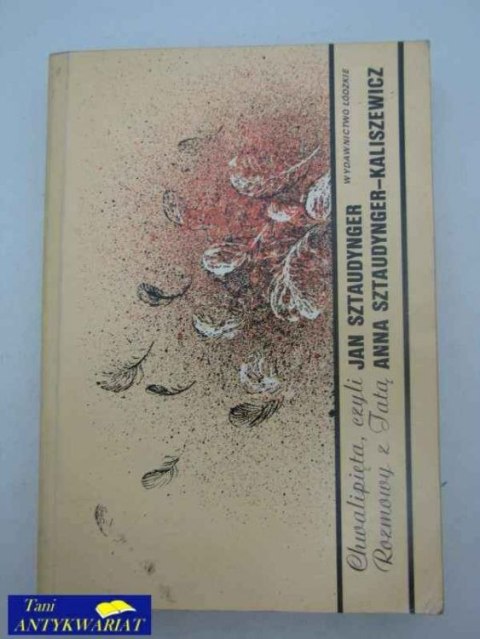 WYDAWNICTWO ŁÓDZKIE
Chwalipięta, czyli JAN SZTAUDYNGER
Rozmowy z Tatą ANNA SZTAUDYNGER-KALISZEWICZ
Tani
ANTYKWARIAT